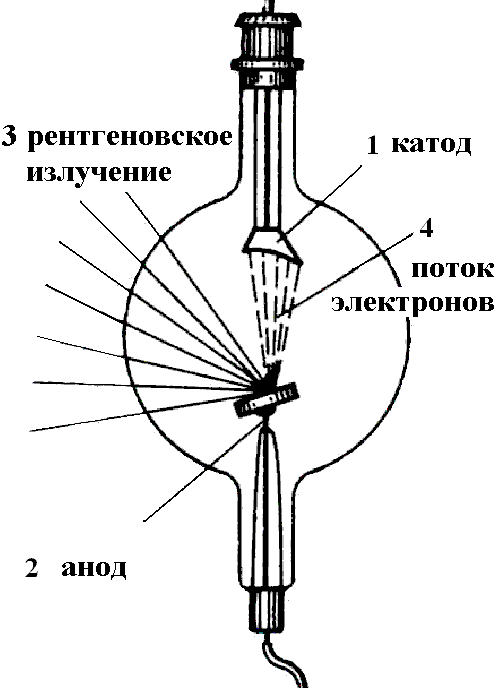 3 рентгеновское
излучение
1 катод
4
поток
электронов
2 анод